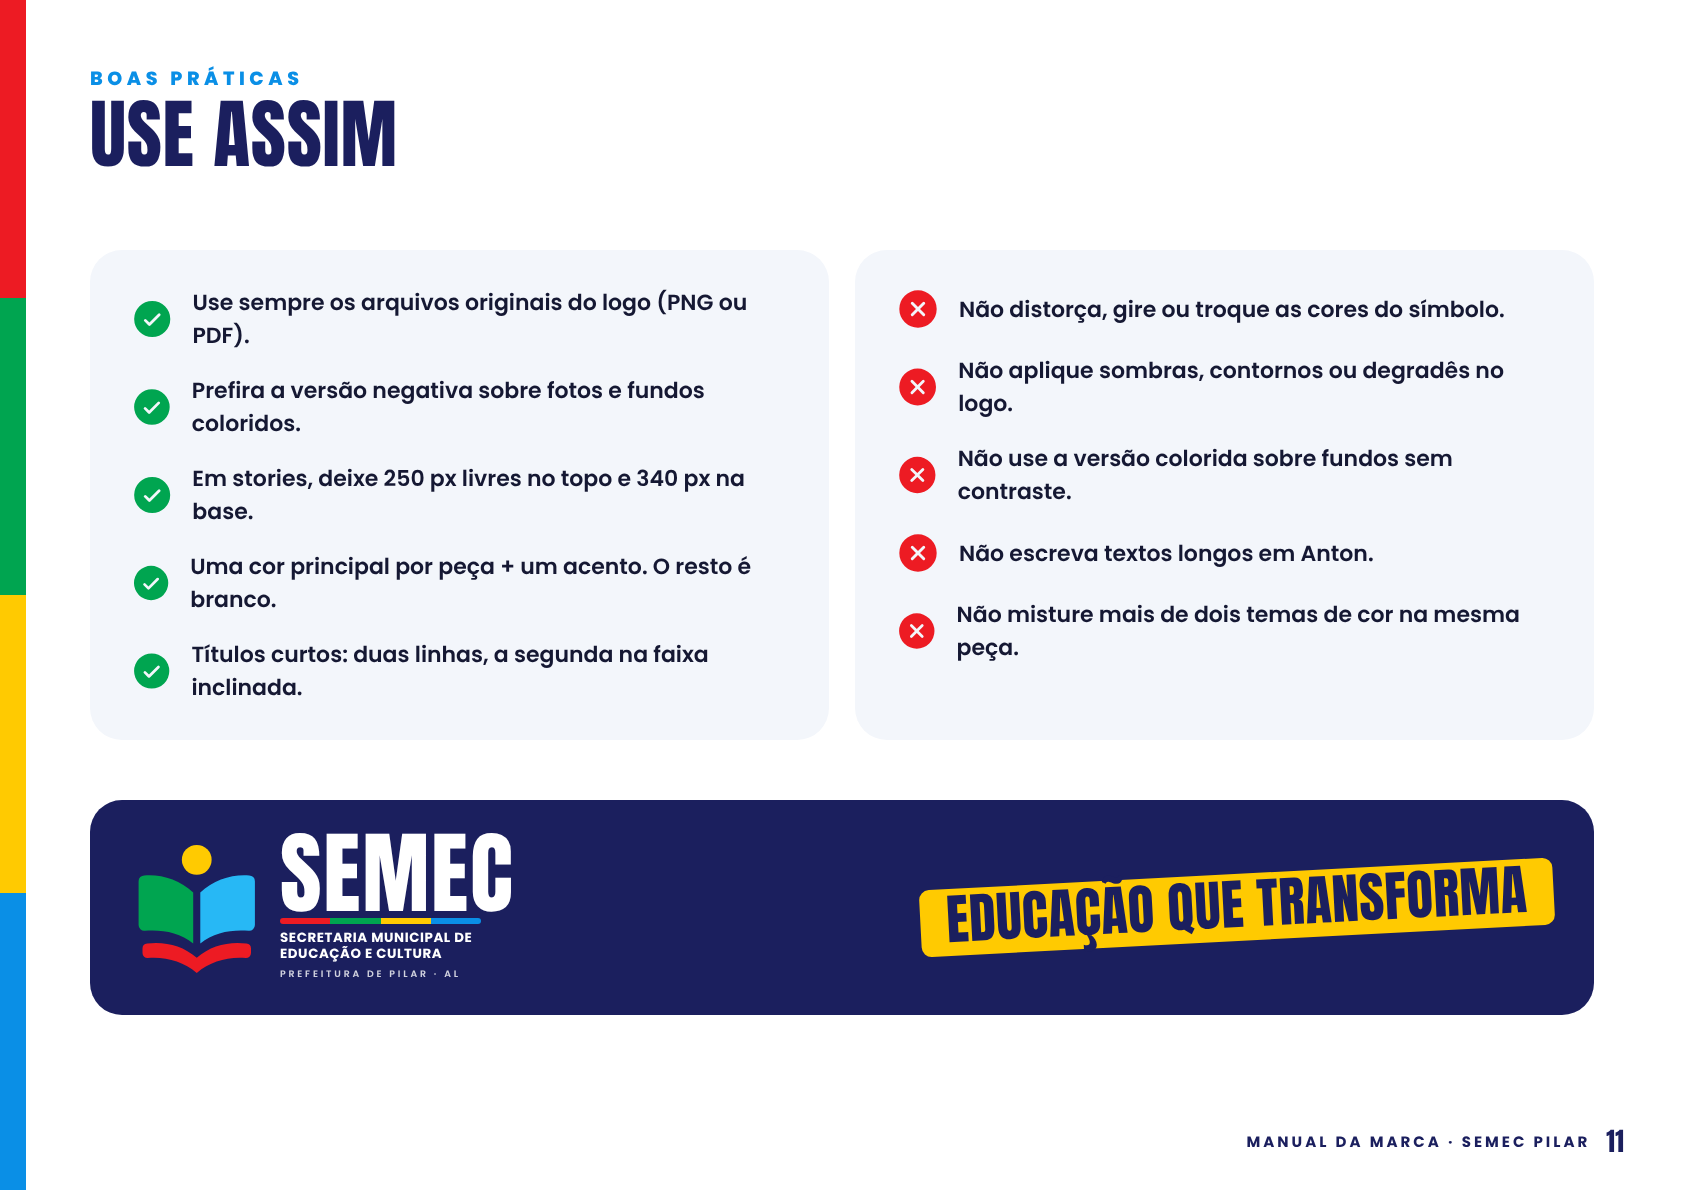 BOAS PRÁTICAS
USE ASSIM
Use sempre os arquivos originais do logo (PNG ou
PDF).
Prefira a versão negativa sobre fotos e fundos
coloridos.
Em stories, deixe 250 px livres no topo e 340 px na
base.
Uma cor principal por peça + um acento. O resto é
branco.
Títulos curtos: duas linhas, a segunda na faixa
inclinada.
Não distorça, gire ou troque as cores do símbolo.
Não aplique sombras, contornos ou degradês no
logo.
Não use a versão colorida sobre fundos sem
contraste.
Não escreva textos longos em Anton.
Não misture mais de dois temas de cor na mesma
peça.
SEMEC
SECRETARIA MUNICIPAL DE
EDUCAÇÃO E CULTURA
PREFEITURA DE PILAR · AL
EDUCAÇÃO QUE TRANSFORMA
MANUAL DA MARCA · SEMEC PILAR 11